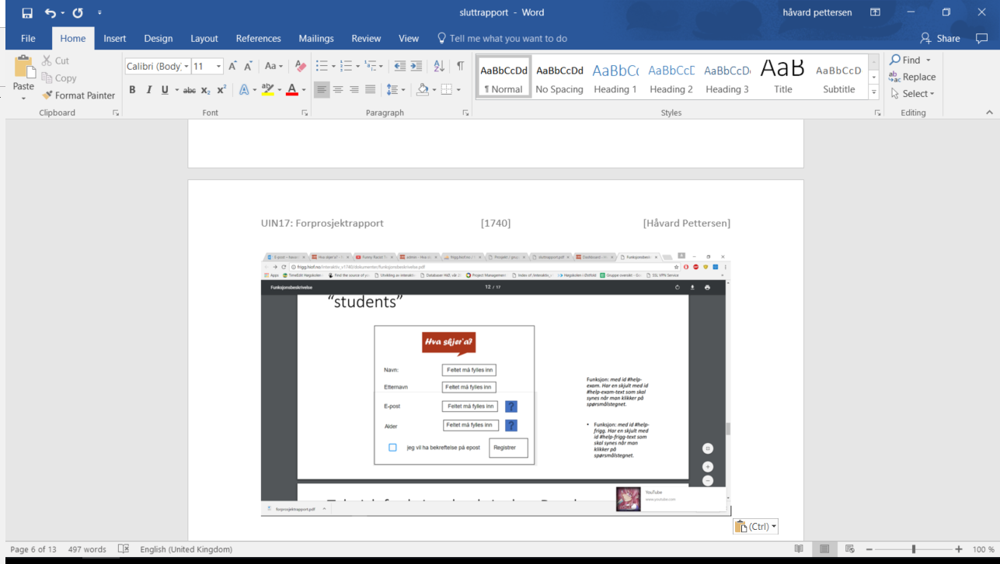 sluttrapport - Word
håvard pettersen
File Home Insert Design Layout References Mailings Review View Tell me what you want to do Share
Paste
Cut
Copy
Format Painter
Clipboard
Calibri (Body) 11
Font
Paragraph
AaBbCcDd AaBbCcDd AaBbCc AaBbCcE AaBbCcD AaB AaBbCcD
¶ Normal No Spacing Heading 1 Heading 2 Heading 3 Title Subtitle
Styles
Find
Replace
Select
Editing
UIN17: Forprosjektrapport [1740] [Håvard Pettersen]
frigg.hiof.no/interaktiv_v1740/dokumenter/funksjonsbeskrivelse.pdf
Funksjonsbeskrivelse 12 / 17
“students”
Hva skjer'a?
Navn: Feltet må fylles inn
Etternavn Feltet må fylles inn
E-post Feltet må fylles inn ?
Alder Feltet må fylles inn ?
jeg vil ha bekreftelse på epost Registrer
Funksjon: med id #help-
exam. Har en skjult med id
#help-exam-text som skal
synes når man klikker på
spørsmålstegnet.
• Funksjon: med id #help-
frigg. Har en skjult med
id #help-frigg-text som
skal synes når man
klikker på
spørsmålstegnet.
YouTube
www.youtube.com
forprosjektrapport.pdf
(Ctrl)
Page 6 of 13 497 words English (United Kingdom) 100 %